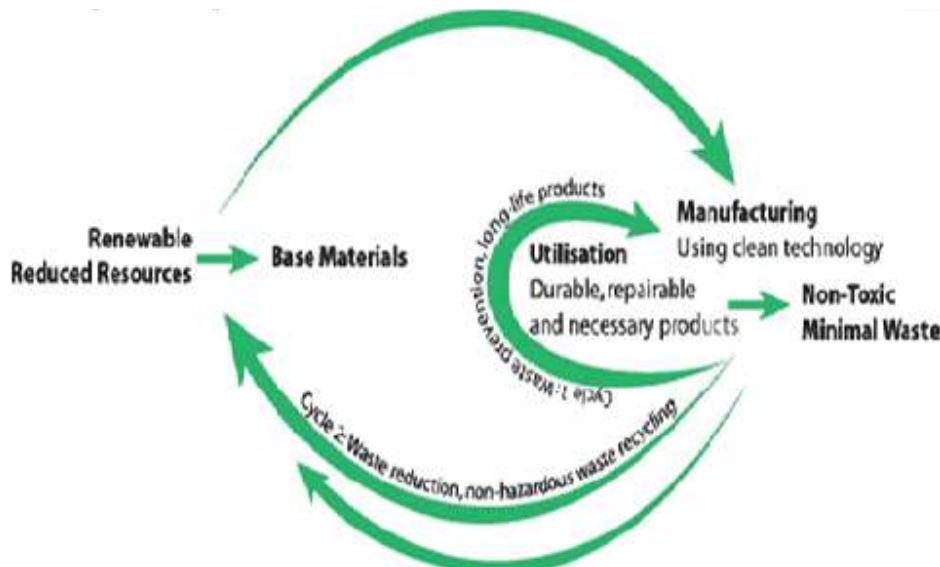 Renewable
Reduced Resources
Base Materials
Cycle 1: Waste prevention, long-life products
Manufacturing
Using clean technology
Utilisation
Durable, repairable
and necessary products
Non-Toxic
Minimal Waste
Cycle 2: Waste reduction, non-hazardous waste recycling